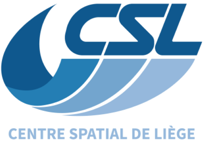 CSL
CENTRE SPATIAL DE LIÈGE